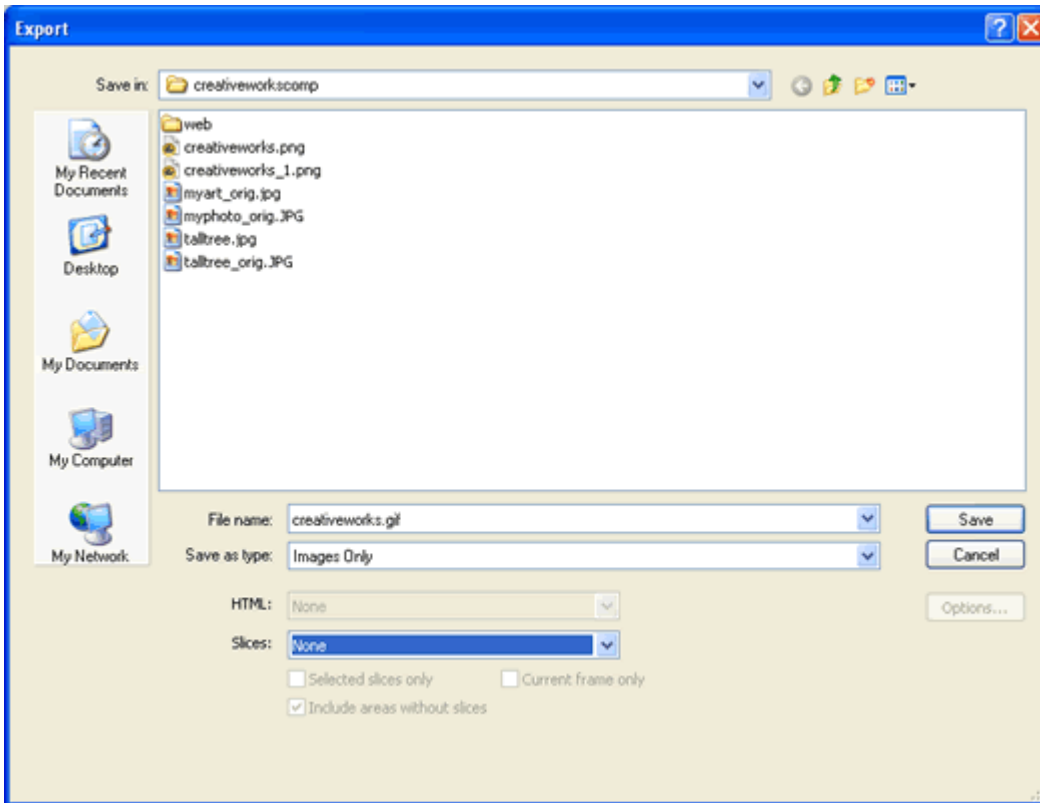 Export
Save in: creativeworkscomp
My Recent
Documents
Desktop
My Documents
My Computer
My Network
web
creativeworks.png
creativeworks_1.png
myart_orig.jpg
myphoto_orig.JPG
talltree.jpg
talltree_orig.JPG
File name: creativeworks.gif Save
Save as type: Images Only Cancel
HTML: None Options...
Slices: None
Selected slices only Current frame only
Include areas without slices